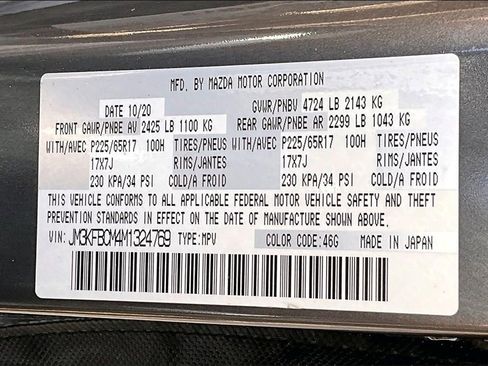 MFD. BY MAZDA MOTOR CORPORATION
DATE 10/20 GVWR/PNBV 4724 LB 2143 KG
FRONT GAWR/PNBE AV 2425 LB 1100 KG REAR GAWR/PNBE AR 2299 LB 1043 KG
WITH/AVEC P225/65R17 100H TIRES/PNEUS WITH/AVEC P225/65R17 100H TIRES/PNEUS
17X7J RIMS/JANTES 17X7J RIMS/JANTES
230 KPA/34 PSI COLD/A FROID 230 KPA/34 PSI COLD/A FROID
THIS VEHICLE CONFORMS TO ALL APPLICABLE FEDERAL MOTOR VEHICLE SAFETY AND THEFT
PREVENTION STANDARDS IN EFFECT ON THE DATE OF MANUFACTURE SHOWN ABOVE.
VIN: JM3KFBCM4M1324769 TYPE:MPV COLOR CODE:46G MADE IN JAPAN